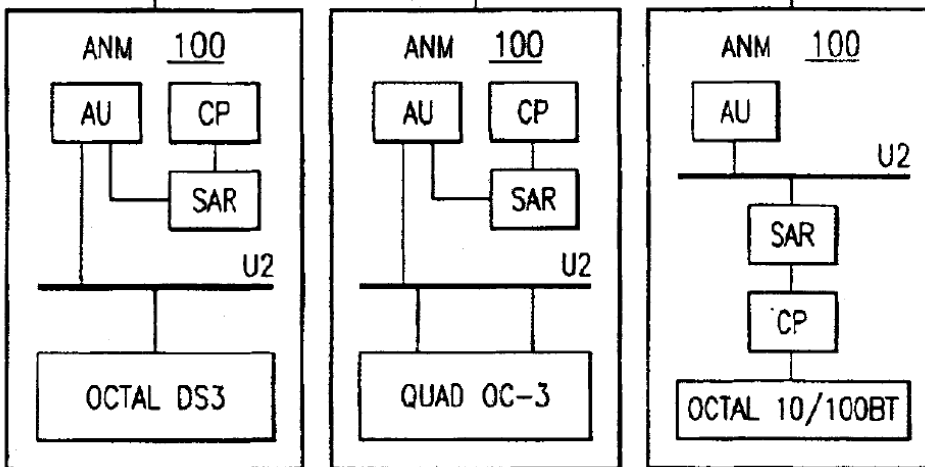 ANM 100
AU CP
SAR
U2
OCTAL DS3
ANM 100
AU CP
SAR
U2
QUAD OC-3
ANM 100
AU
U2
SAR
CP
OCTAL 10/100BT